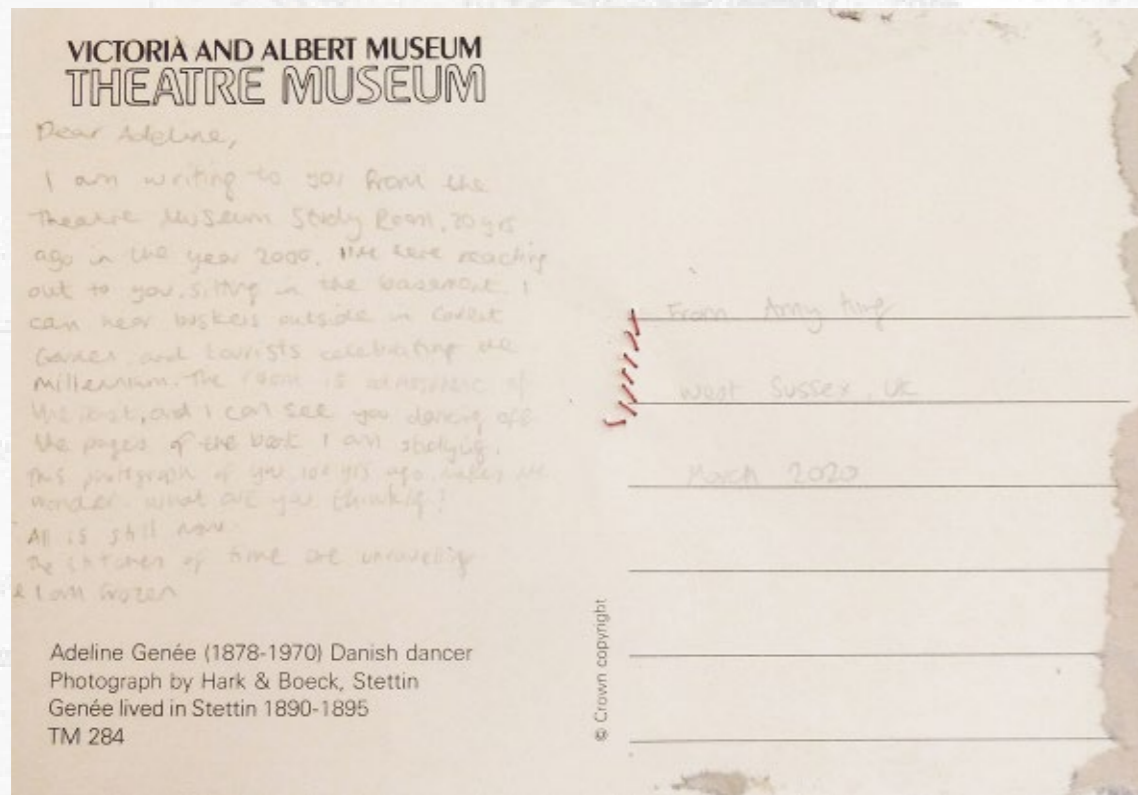 VICTORIA AND ALBERT MUSEUM
THEATRE MUSEUM
Dear Adeline,
I am writing to you from the
Theatre Museum Study Room, 20 yrs
ago in the year 2000. I'm here reaching
out to you, sitting in the basement. I
can hear buskers outside in Covent
Garden and tourists celebrating the
Millennium. The room is atmospheric of
the past, and I can see you dancing off
the pages of the book I am studying.
This photograph of you, 100 yrs ago, makes me
wonder. what are you thinking?
All is still now.
The stitches of time are unravelling
& I am frozen
Adeline Genée (1878-1970) Danish dancer
Photograph by Hark & Boeck, Stettin
Genée lived in Stettin 1890-1895
TM 284
© Crown copyright
From Amy King
West Sussex, UK
March 2020